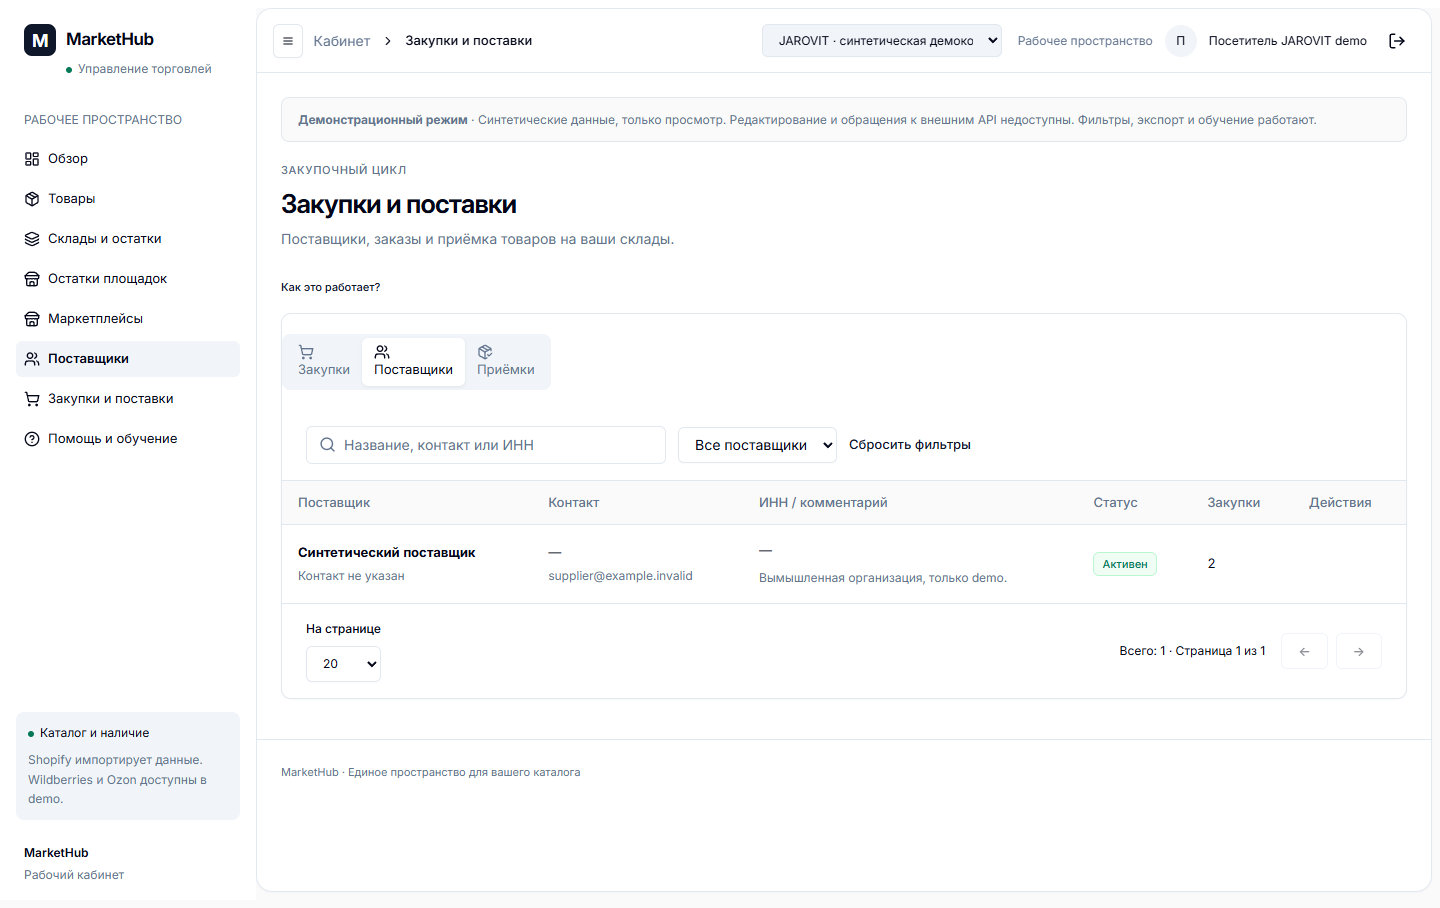 M MarketHub
Управление торговлей
РАБОЧЕЕ ПРОСТРАНСТВО
Обзор
Товары
Склады и остатки
Остатки площадок
Маркетплейсы
Поставщики
Закупки и поставки
Помощь и обучение
Каталог и наличие
Shopify импортирует данные.
Wildberries и Ozon доступны в
demo.
MarketHub
Рабочий кабинет
Кабинет > Закупки и поставки
JAROVIT · синтетическая демоко
Рабочее пространство
П
Посетитель JAROVIT demo
Демонстрационный режим · Синтетические данные, только просмотр. Редактирование и обращения к внешним API недоступны. Фильтры, экспорт и обучение работают.
ЗАКУПОЧНЫЙ ЦИКЛ
Закупки и поставки
Поставщики, заказы и приёмка товаров на ваши склады.
Как это работает?
Закупки Поставщики Приёмки
Название, контакт или ИНН Все поставщики Сбросить фильтры
Поставщик Контакт ИНН / комментарий Статус Закупки Действия
Синтетический поставщик — — Активен 2
Контакт не указан supplier@example.invalid Вымышленная организация, только demo.
На странице
20
Всего: 1 · Страница 1 из 1 ← →
MarketHub · Единое пространство для вашего каталога